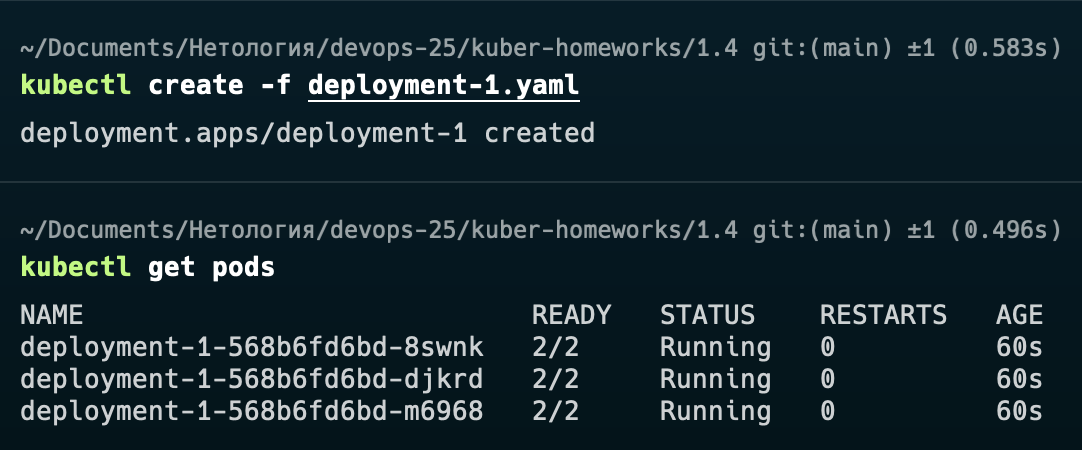 ~/Documents/Нетология/devops-25/kuber-homeworks/1.4 git:(main) ±1 (0.583s)
kubectl create -f deployment-1.yaml
deployment.apps/deployment-1 created
~/Documents/Нетология/devops-25/kuber-homeworks/1.4 git:(main) ±1 (0.496s)
kubectl get pods
NAME READY STATUS RESTARTS AGE
deployment-1-568b6fd6bd-8swnk 2/2 Running 0 60s
deployment-1-568b6fd6bd-djkrd 2/2 Running 0 60s
deployment-1-568b6fd6bd-m6968 2/2 Running 0 60s